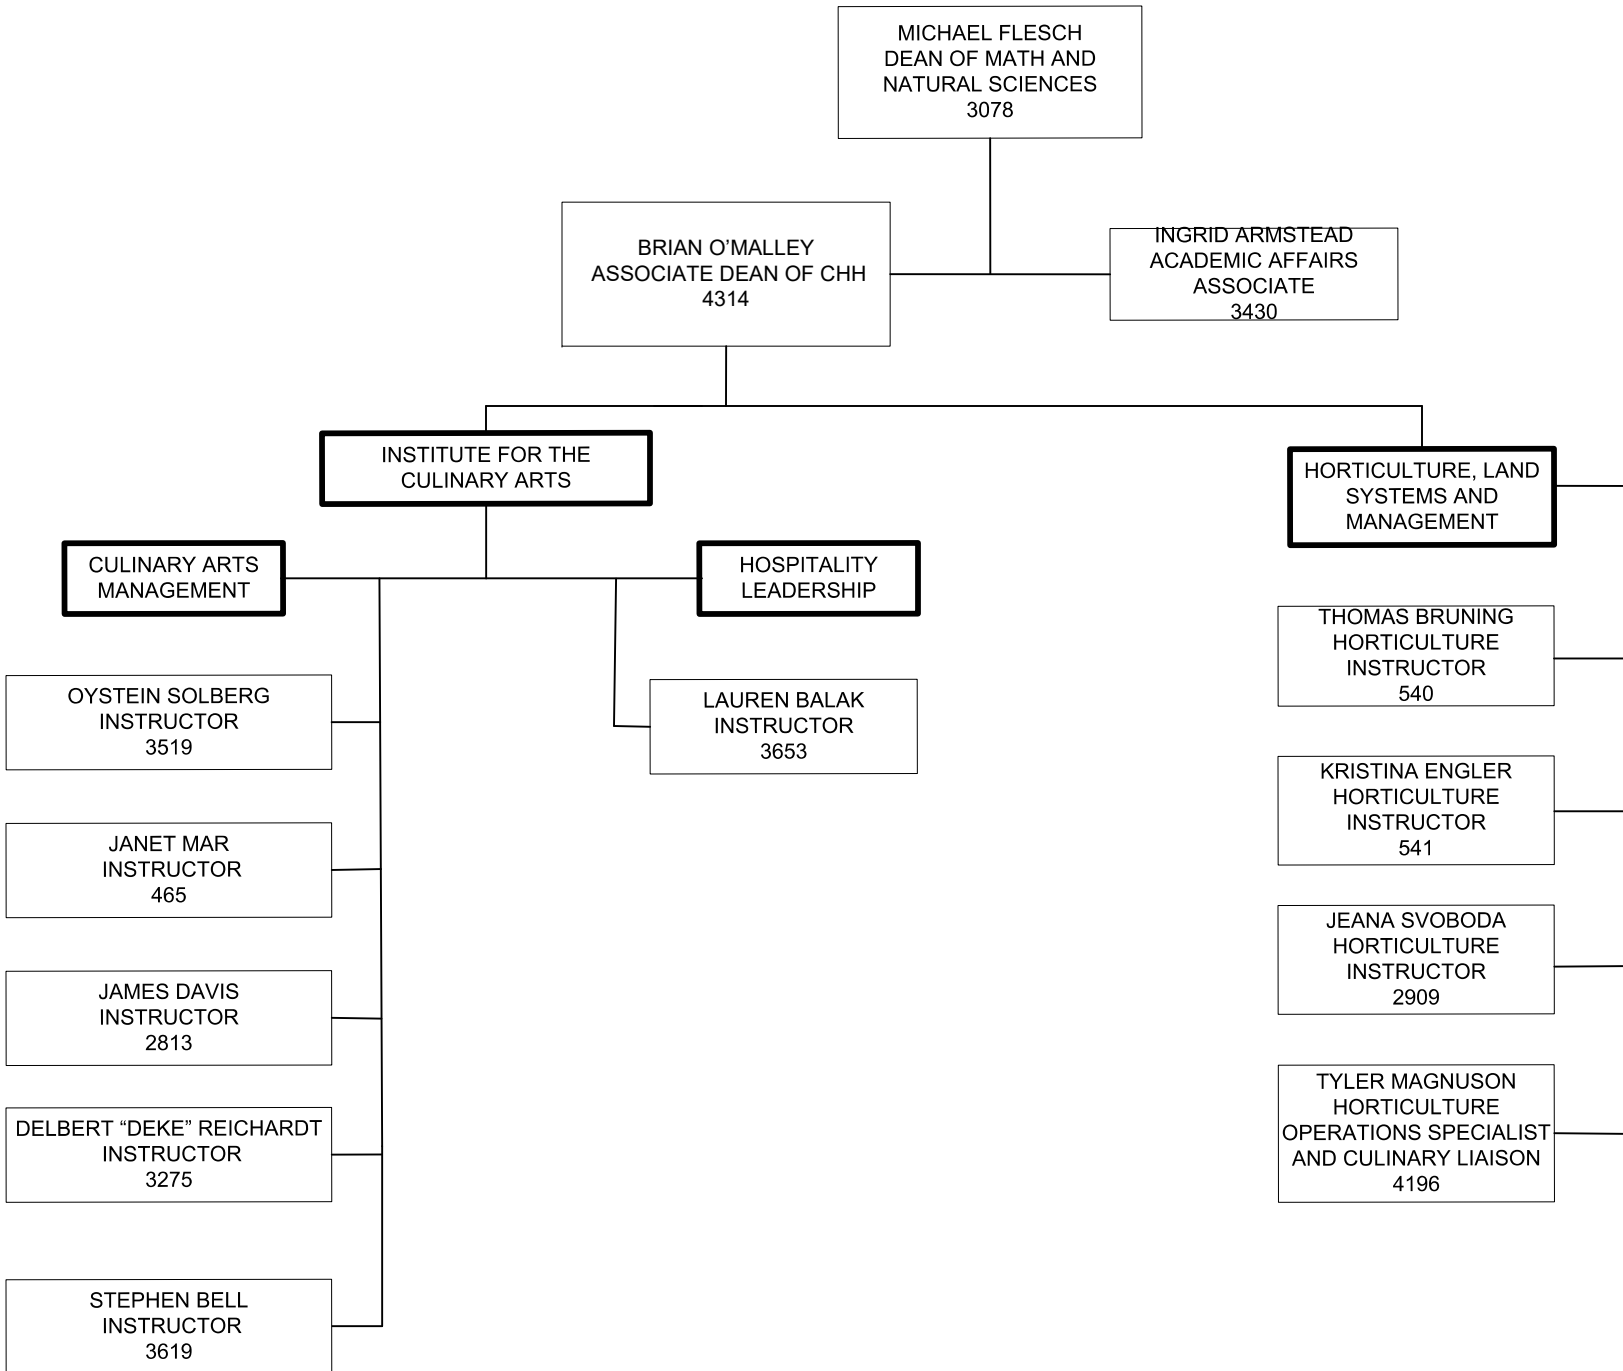 MICHAEL FLESCH
DEAN OF MATH AND
NATURAL SCIENCES
3078
BRIAN O’MALLEY
ASSOCIATE DEAN OF CHH
4314
INGRID ARMSTEAD
ACADEMIC AFFAIRS
ASSOCIATE
3430
INSTITUTE FOR THE
CULINARY ARTS
HORTICULTURE, LAND
SYSTEMS AND
MANAGEMENT
CULINARY ARTS
MANAGEMENT
HOSPITALITY
LEADERSHIP
OYSTEIN SOLBERG
INSTRUCTOR
3519
JANET MAR
INSTRUCTOR
465
JAMES DAVIS
INSTRUCTOR
2813
DELBERT “DEKE” REICHARDT
INSTRUCTOR
3275
STEPHEN BELL
INSTRUCTOR
3619
LAUREN BALAK
INSTRUCTOR
3653
THOMAS BRUNING
HORTICULTURE
INSTRUCTOR
540
KRISTINA ENGLER
HORTICULTURE
INSTRUCTOR
541
JEANA SVOBODA
HORTICULTURE
INSTRUCTOR
2909
TYLER MAGNUSON
HORTICULTURE
OPERATIONS SPECIALIST
AND CULINARY LIAISON
4196